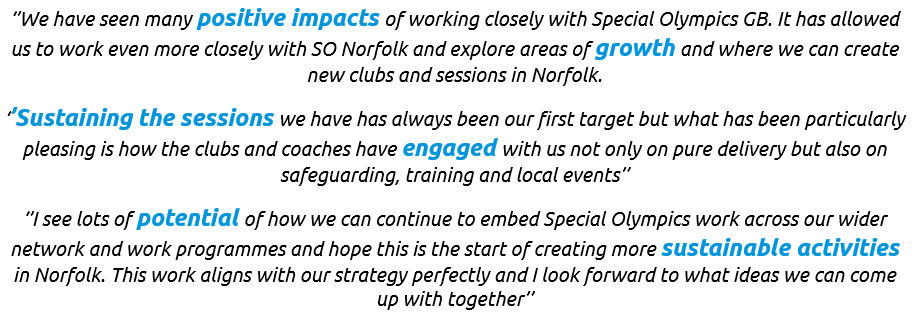 “We have seen many positive impacts of working closely with Special Olympics GB. It has allowed
us to work even more closely with SO Norfolk and explore areas of growth and where we can create
new clubs and sessions in Norfolk.
‘’Sustaining the sessions we have has always been our first target but what has been particularly
pleasing is how the clubs and coaches have engaged with us not only on pure delivery but also on
safeguarding, training and local events’’
‘’I see lots of potential of how we can continue to embed Special Olympics work across our wider
network and work programmes and hope this is the start of creating more sustainable activities
in Norfolk. This work aligns with our strategy perfectly and I look forward to what ideas we can come
up with together’’